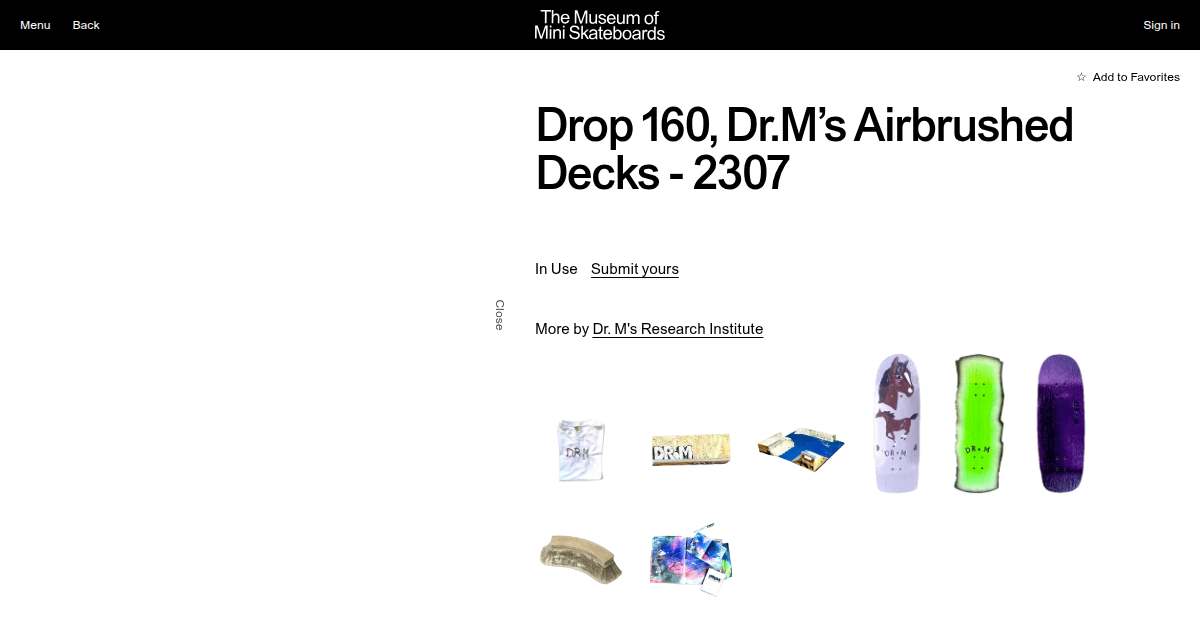 Menu
Back
The Museum of
Mini Skateboards
Sign in
☆ Add to Favorites
Drop 160, Dr.M’s Airbrushed
Decks - 2307
In Use
Submit yours
Close
More by Dr. M's Research Institute
DR M
DR.M
DR • M
DR • M